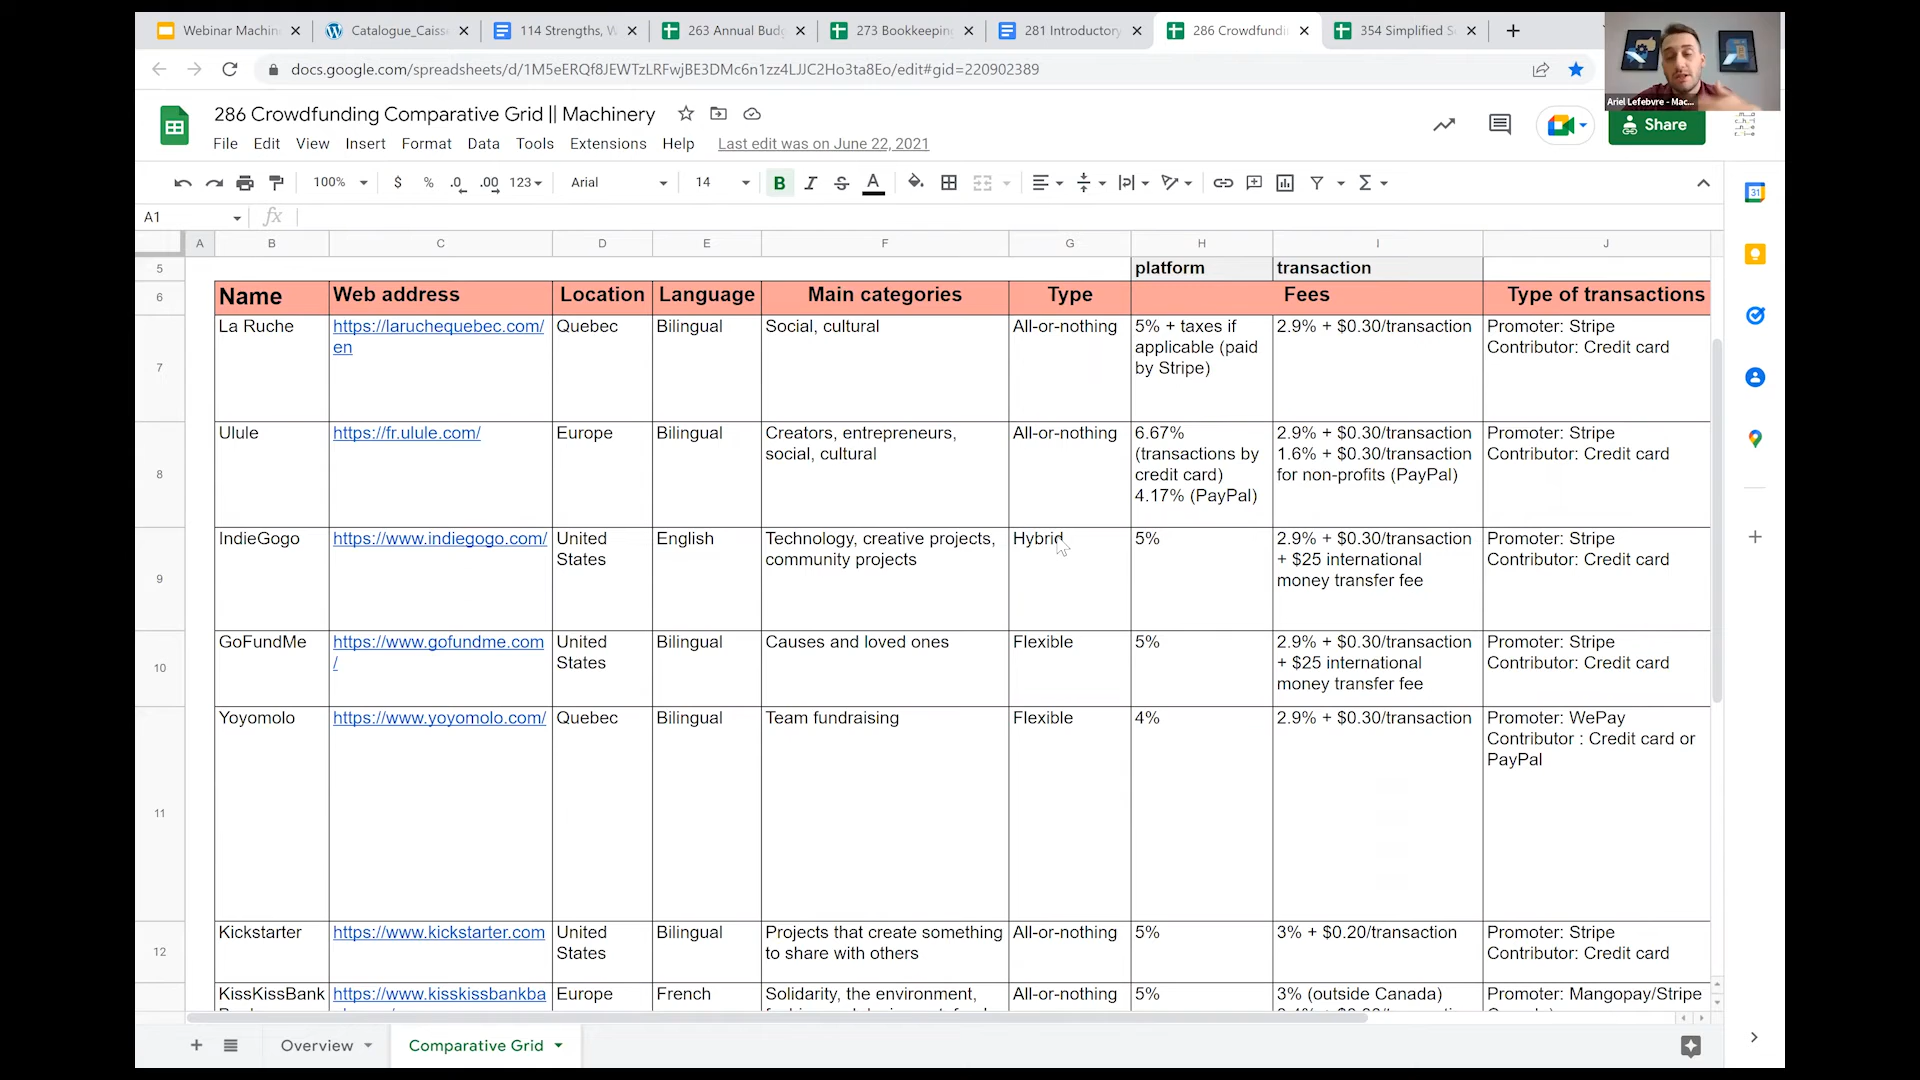 Webinar Machin
Catalogue_Caiss
114 Strengths, W
263 Annual Budg
273 Bookkeeping
281 Introductory
286 Crowdfundi
354 Simplified S
docs.google.com/spreadsheets/d/1M5eERQf8JEWTzLRFwjBE3DMc6n1zz4LJJC2Ho3ta8Eo/edit#gid=220902389
Ariel Lefebvre - Mac...
286 Crowdfunding Comparative Grid || Machinery
Share
File Edit View Insert Format Data Tools Extensions Help Last edit was on June 22, 2021
100% $ % .0 .00 123 Arial 14 B I S A
31
A1 fx
A B C D E F G H I J
5 platform transaction
6 Name Web address Location Language Main categories Type Fees Type of transactions
7 La Ruche https://laruchequebec.com/ Quebec Bilingual Social, cultural All-or-nothing 5% + taxes if 2.9% + $0.30/transaction Promoter: Stripe
en applicable (paid Contributor: Credit card
by Stripe)
8 Ulule https://fr.ulule.com/ Europe Bilingual Creators, entrepreneurs, All-or-nothing 6.67% 2.9% + $0.30/transaction Promoter: Stripe
social, cultural (transactions by 1.6% + $0.30/transaction Contributor: Credit card
credit card) for non-profits (PayPal)
4.17% (PayPal)
9 IndieGogo https://www.indiegogo.com/ United English Technology, creative projects, Hybrid 5% 2.9% + $0.30/transaction Promoter: Stripe
States community projects + $25 international Contributor: Credit card
money transfer fee
10 GoFundMe https://www.gofundme.com United Bilingual Causes and loved ones Flexible 5% 2.9% + $0.30/transaction Promoter: Stripe
/ States + $25 international Contributor: Credit card
money transfer fee
11 Yoyomolo https://www.yoyomolo.com/ Quebec Bilingual Team fundraising Flexible 4% 2.9% + $0.30/transaction Promoter: WePay
Contributor : Credit card or
PayPal
12 Kickstarter https://www.kickstarter.com United Bilingual Projects that create something All-or-nothing 5% 3% + $0.20/transaction Promoter: Stripe
States to share with others Contributor: Credit card
KissKissBank https://www.kisskissbankba Europe French Solidarity, the environment, All-or-nothing 5% 3% (outside Canada) Promoter: Mangopay/Stripe
Overview Comparative Grid